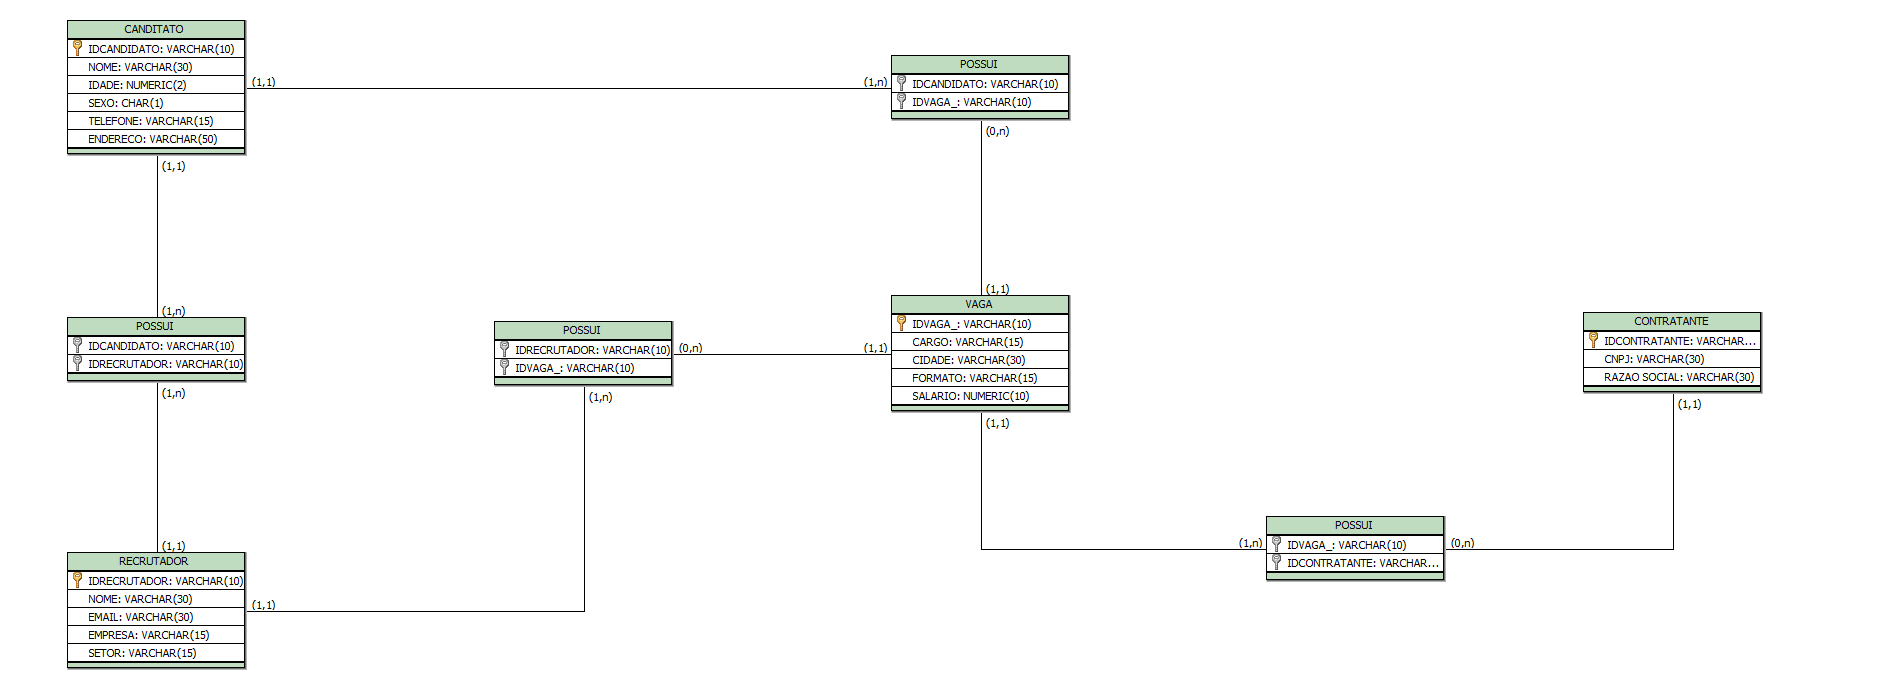 CANDITATO
IDCANDIDATO: VARCHAR(10)
NOME: VARCHAR(30)
IDADE: NUMERIC(2)
SEXO: CHAR(1)
TELEFONE: VARCHAR(15)
ENDERECO: VARCHAR(50)
(1,1)
(1,n)
POSSUI
IDCANDIDATO: VARCHAR(10)
IDVAGA_: VARCHAR(10)
(0,n)
(1,1)
(1,n)
POSSUI
IDCANDIDATO: VARCHAR(10)
IDRECRUTADOR: VARCHAR(10)
(1,n)
POSSUI
IDRECRUTADOR: VARCHAR(10)
IDVAGA_: VARCHAR(10)
(0,n)
(1,n)
(1,1)
(1,1)
VAGA
IDVAGA_: VARCHAR(10)
CARGO: VARCHAR(15)
CIDADE: VARCHAR(30)
FORMATO: VARCHAR(15)
SALARIO: NUMERIC(10)
(1,1)
CONTRATANTE
IDCONTRATANTE: VARCHAR...
CNPJ: VARCHAR(30)
RAZAO SOCIAL: VARCHAR(30)
(1,1)
(1,n)
POSSUI
IDVAGA_: VARCHAR(10)
IDCONTRATANTE: VARCHAR...
(0,n)
(1,1)
RECRUTADOR
IDRECRUTADOR: VARCHAR(10)
NOME: VARCHAR(30)
EMAIL: VARCHAR(30)
EMPRESA: VARCHAR(15)
SETOR: VARCHAR(15)
(1,1)